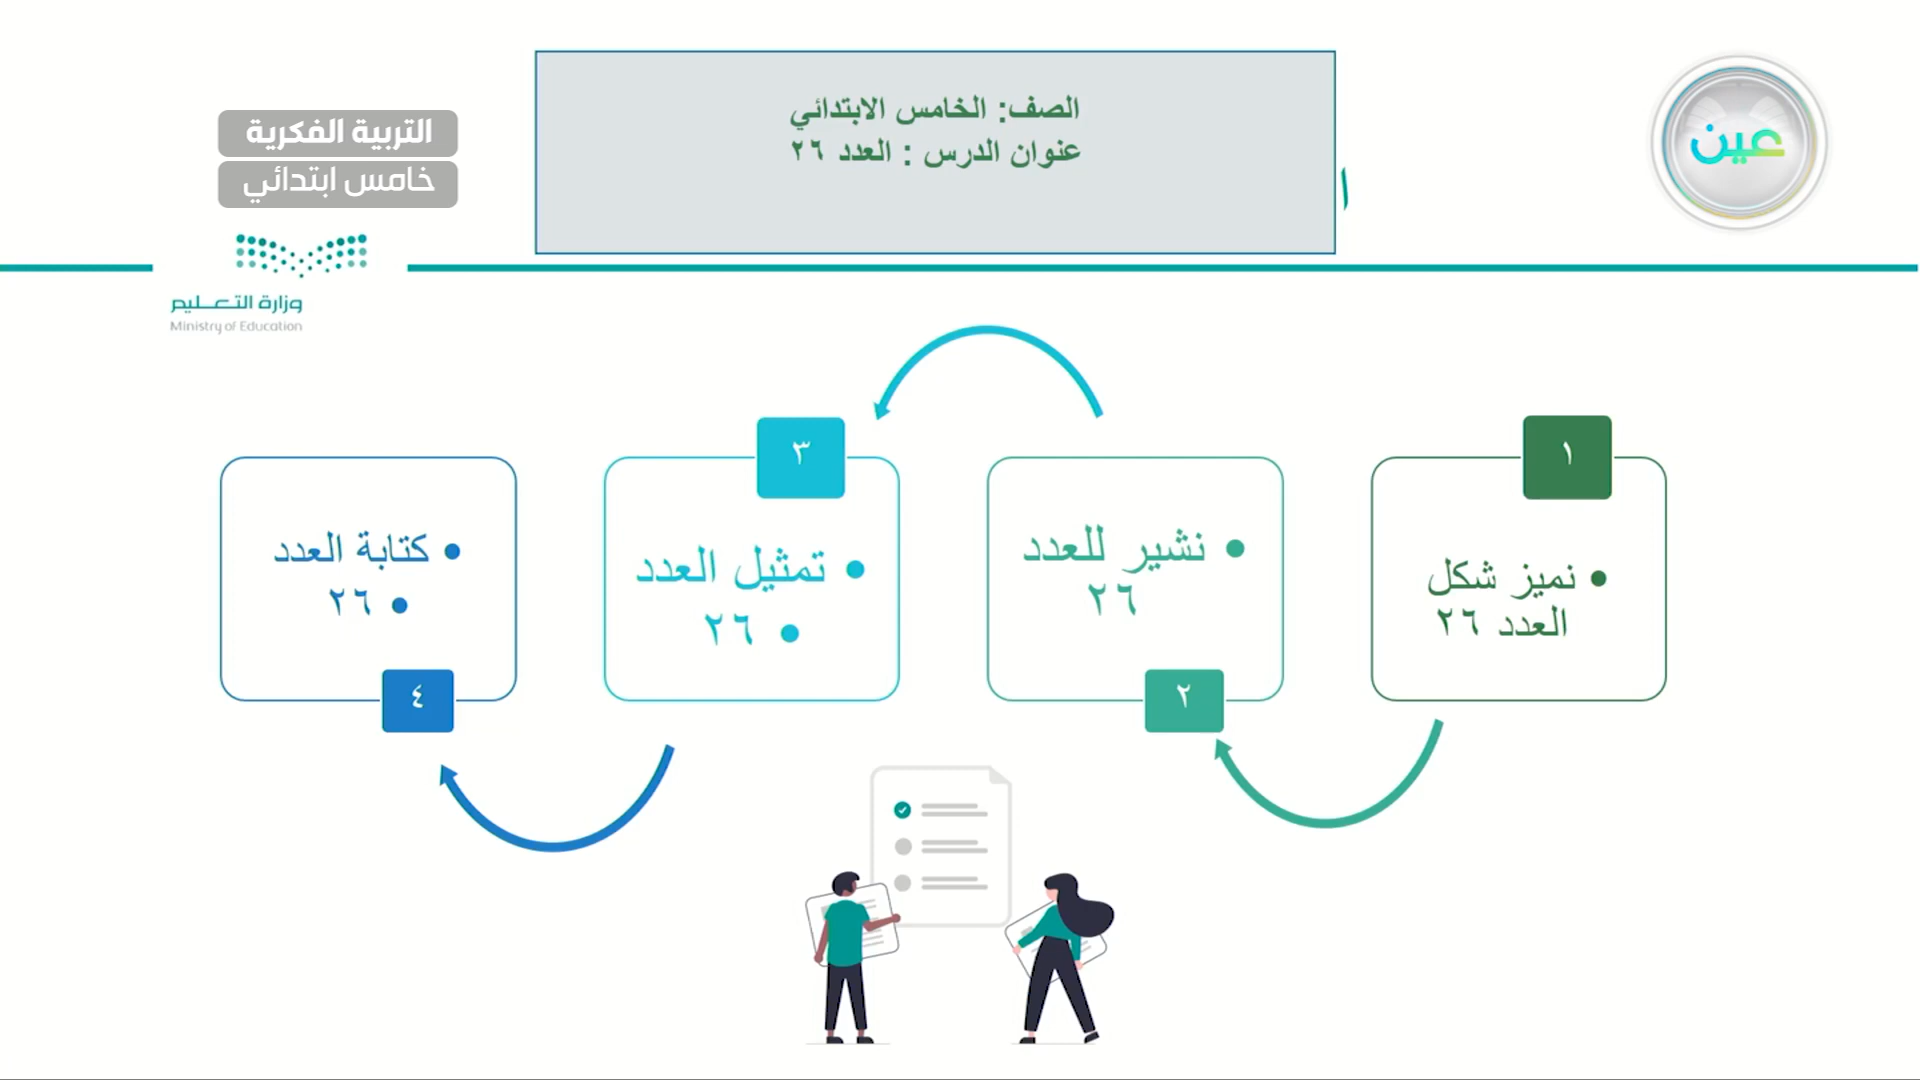 الصف: الخامس الابتدائي
عنوان الدرس : العدد ٢٦
عين
التربية الفكرية
خامس ابتدائي
وزارة التعـــليم
Ministry of Education
١
• نميز شكل
العدد ٢٦
٢
• نشير للعدد
٢٦
٣
• تمثيل العدد
• ٢٦
٤
• كتابة العدد
• ٢٦